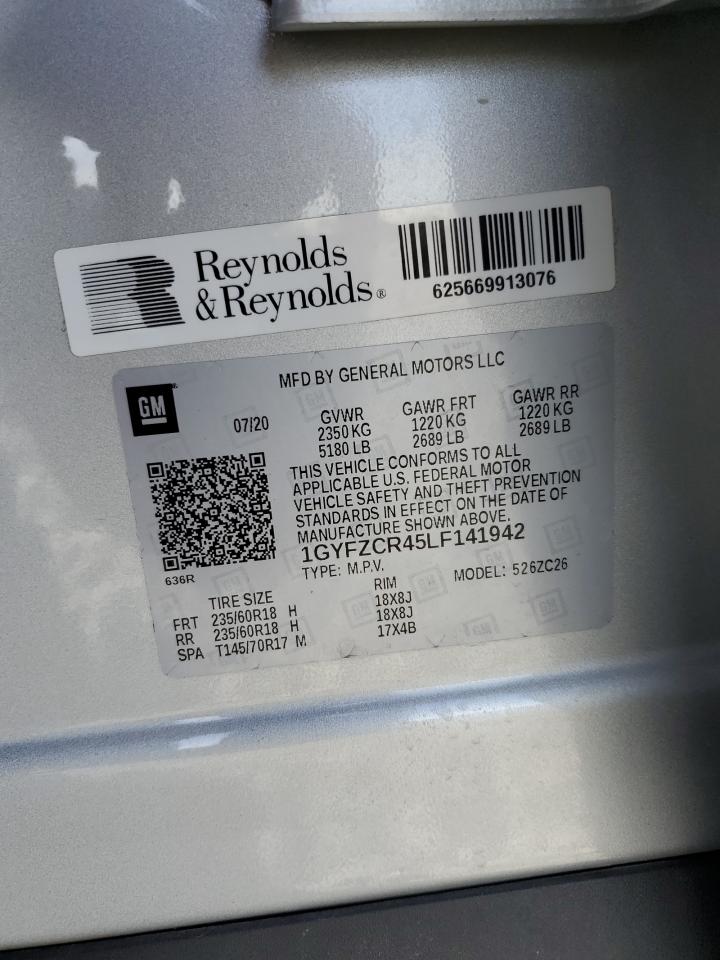 Reynolds
&Reynolds®
625669913076
MFD BY GENERAL MOTORS LLC
GM
07/20
GVWR GAWR FRT GAWR RR
2350 KG 1220 KG 1220 KG
5180 LB 2689 LB 2689 LB
THIS VEHICLE CONFORMS TO ALL
APPLICABLE U.S. FEDERAL MOTOR
VEHICLE SAFETY AND THEFT PREVENTION
STANDARDS IN EFFECT ON THE DATE OF
MANUFACTURE SHOWN ABOVE.
1GYFZCR45LF141942
636R
TYPE: M.P.V. MODEL: 526ZC26
TIRE SIZE RIM
FRT 235/60R18 H 18X8J
RR 235/60R18 H 18X8J
SPA T145/70R17 M 17X4B